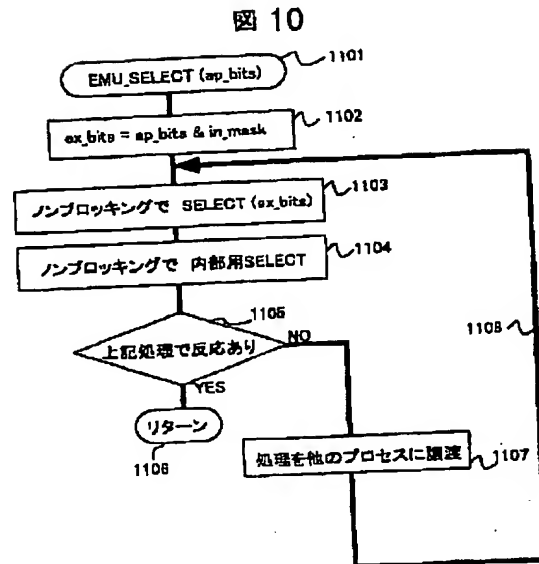 図 10
EMU_SELECT (ap_bits)
1101
ex_bits = ap_bits & in_mask
1102
ノンブロッキングで SELECT (ex_bits)
1103
ノンブロッキングで 内部用SELECT
1104
1105
上記処理で反応あり
NO
YES
リターン
1106
処理を他のプロセスに譲渡
1107
1108